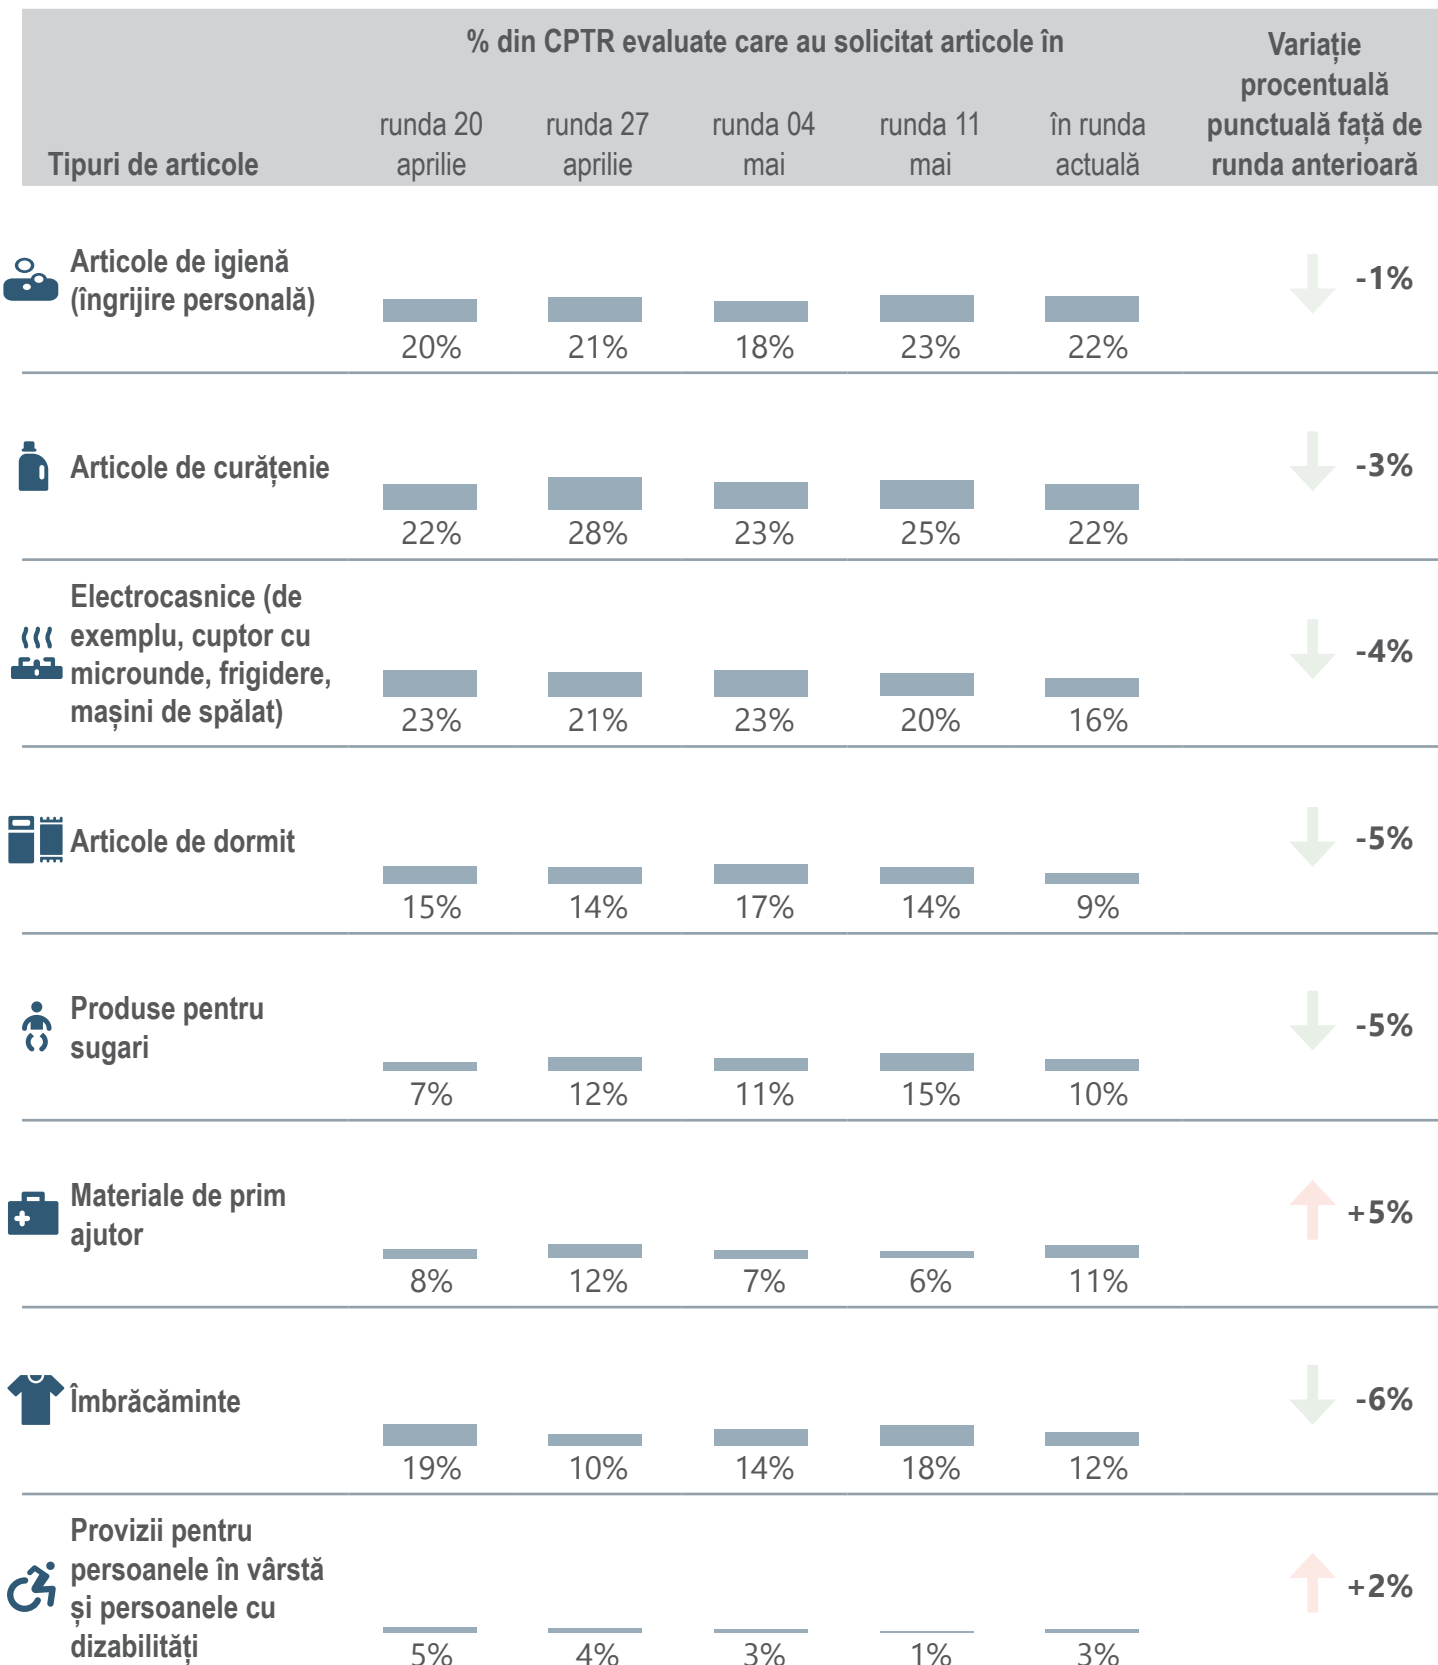 % din CPTR evaluate care au solicitat articole în
Variație
procentuală
punctuală față de
runda anterioară
Tipuri de articole
runda 20
aprilie
runda 27
aprilie
runda 04
mai
runda 11
mai
în runda
actuală
Articole de igienă
(îngrijire personală)
20% 21% 18% 23% 22%
-1%
Articole de curățenie
22% 28% 23% 25% 22%
-3%
Electrocasnice (de
exemplu, cuptor cu
microunde, frigidere,
mașini de spălat)
23% 21% 23% 20% 16%
-4%
Articole de dormit
15% 14% 17% 14% 9%
-5%
Produse pentru
sugari
7% 12% 11% 15% 10%
-5%
Materiale de prim
ajutor
8% 12% 7% 6% 11%
+5%
Îmbrăcăminte
19% 10% 14% 18% 12%
-6%
Provizii pentru
persoanele în vârstă
și persoanele cu
dizabilități
5% 4% 3% 1% 3%
+2%